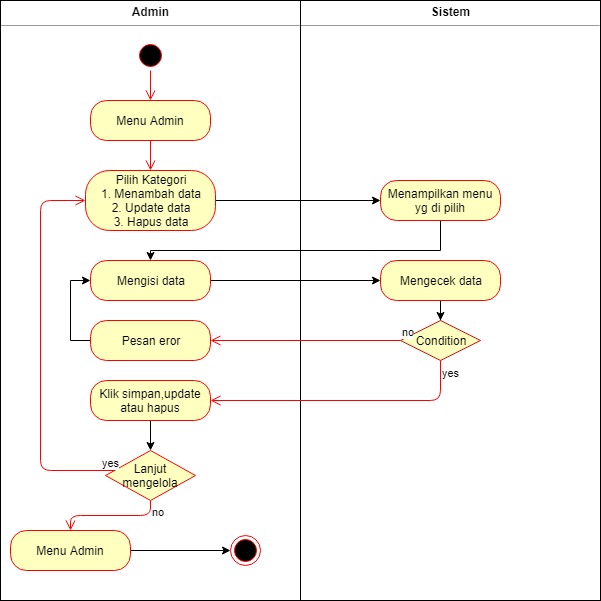 Admin
Sistem
Menu Admin
Pilih Kategori
1. Menambah data
2. Update data
3. Hapus data
Menampilkan menu
yg di pilih
Mengisi data
Mengecek data
Pesan eror
no
Condition
yes
Klik simpan,update
atau hapus
yes
Lanjut
mengelola
no
Menu Admin